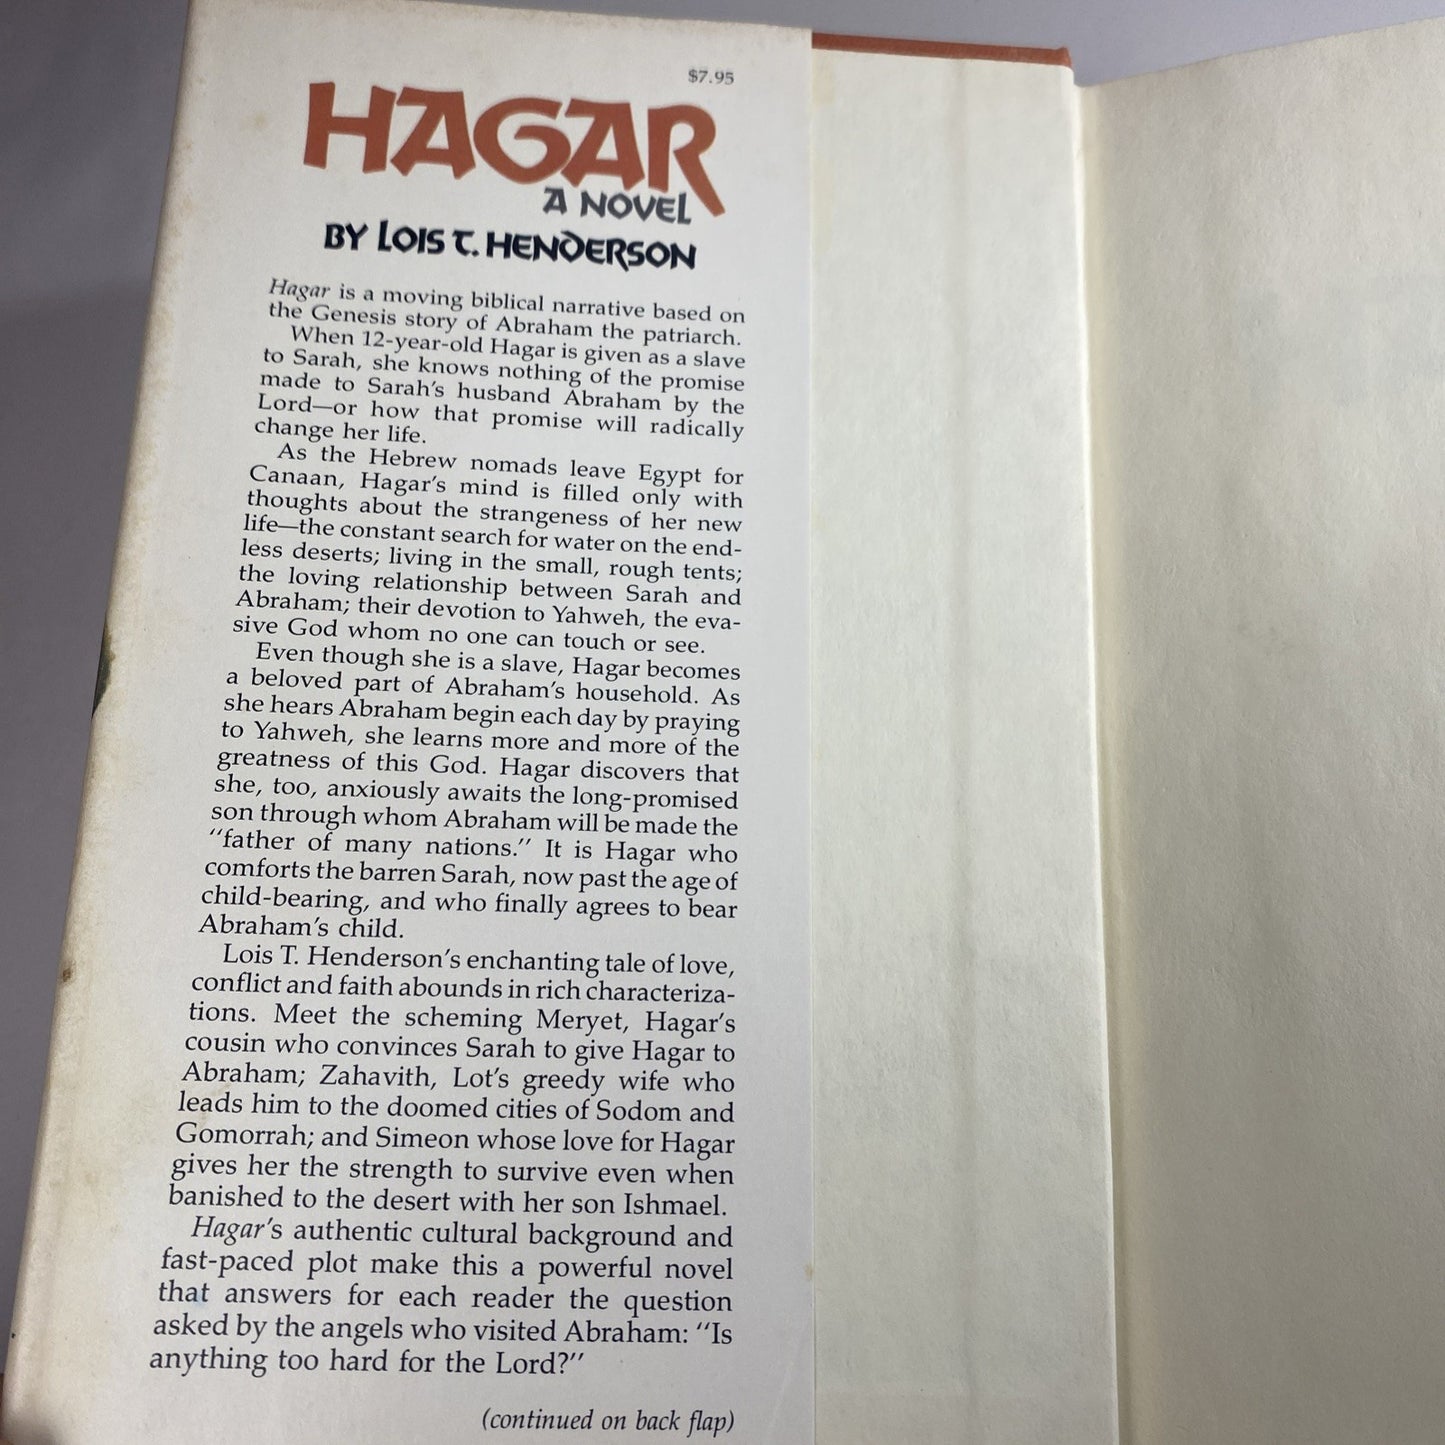 $7.95
HAGAR
A NOVEL
BY LOIS T. HENDERSON
Hagar is a moving biblical narrative based on
the Genesis story of Abraham the patriarch.
When 12-year-old Hagar is given as a slave
to Sarah, she knows nothing of the promise
made to Sarah's husband Abraham by the
Lord—or how that promise will radically
change her life.
As the Hebrew nomads leave Egypt for
Canaan, Hagar's mind is filled only with
thoughts about the strangeness of her new
life—the constant search for water on the end-
less deserts; living in the small, rough tents;
the loving relationship between Sarah and
Abraham; their devotion to Yahweh, the eva-
sive God whom no one can touch or see.
Even though she is a slave, Hagar becomes
a beloved part of Abraham's household. As
she hears Abraham begin each day by praying
to Yahweh, she learns more and more of the
greatness of this God. Hagar discovers that
she, too, anxiously awaits the long-promised
son through whom Abraham will be made the
"father of many nations." It is Hagar who
comforts the barren Sarah, now past the age of
child-bearing, and who finally agrees to bear
Abraham's child.
Lois T. Henderson's enchanting tale of love,
conflict and faith abounds in rich characteriza-
tions. Meet the scheming Meryet, Hagar's
cousin who convinces Sarah to give Hagar to
Abraham; Zahavith, Lot's greedy wife who
leads him to the doomed cities of Sodom and
Gomorrah; and Simeon whose love for Hagar
gives her the strength to survive even when
banished to the desert with her son Ishmael.
Hagar's authentic cultural background and
fast-paced plot make this a powerful novel
that answers for each reader the question
asked by the angels who visited Abraham: "Is
anything too hard for the Lord?"
(continued on back flap)